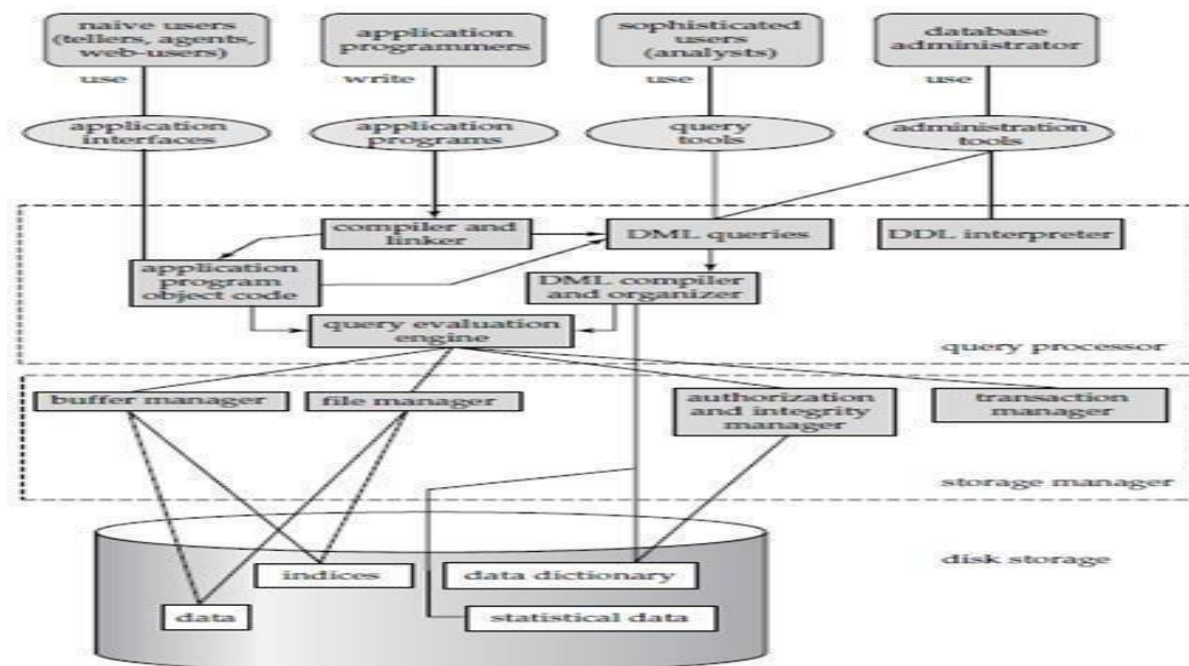 naive users
(tellers, agents,
web-users)
application
programmers
sophisticated
users
(analysts)
database
administrator
use
write
use
use
application
interfaces
application
programs
query
tools
administration
tools
compiler and
linker
DML queries
DDL interpreter
application
program
object code
DML compiler
and organizer
query evaluation
engine
query processor
buffer manager
file manager
authorization
and integrity
manager
transaction
manager
storage manager
disk storage
indices
data dictionary
data
statistical data